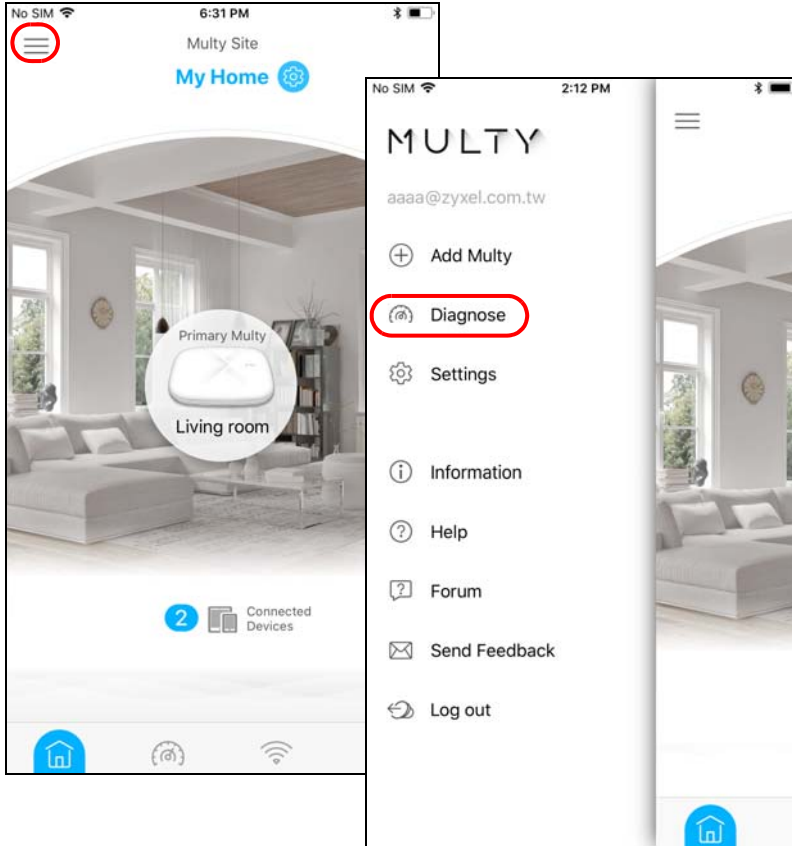 No SIM 6:31 PM
Multy Site
My Home
Primary Multy
Living room
2 Connected
Devices
No SIM 2:12 PM
MULTY
aaaa@zyxel.com.tw
Add Multy
Diagnose
Settings
Information
Help
Forum
Send Feedback
Log out